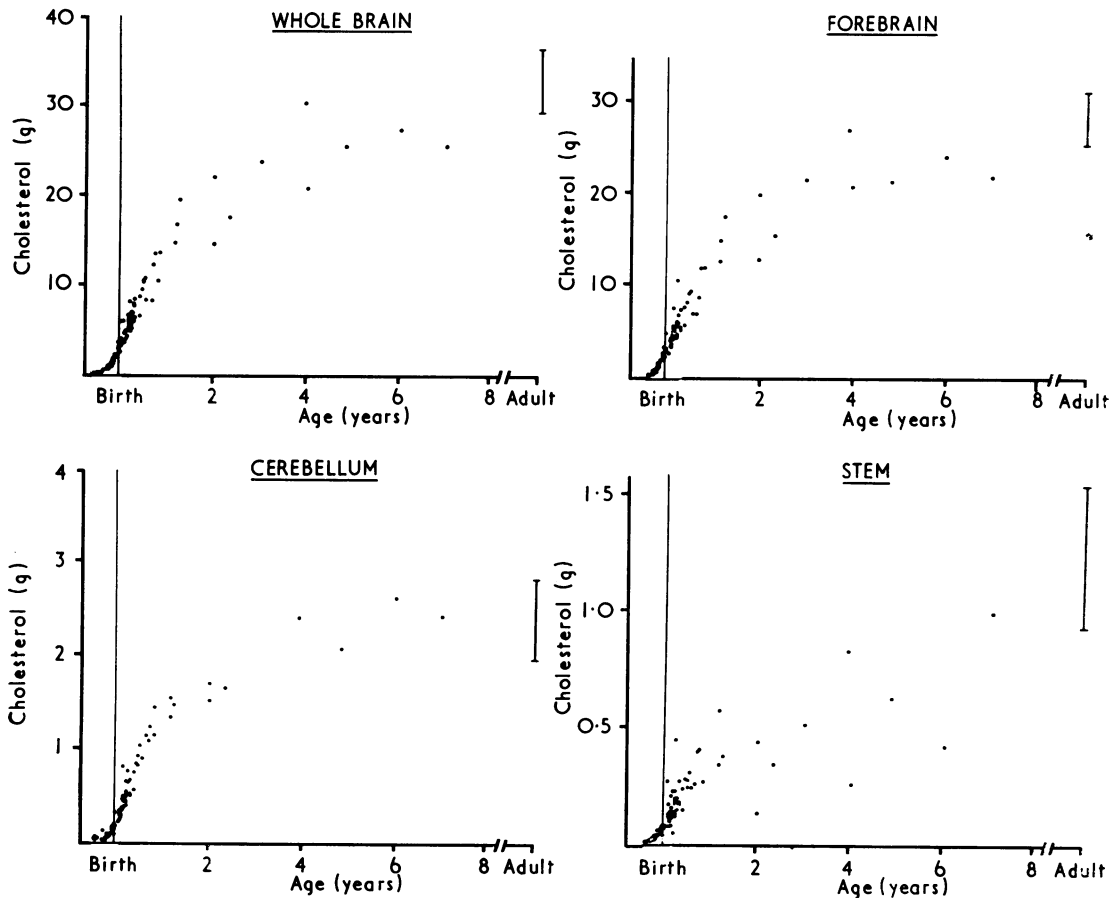 WHOLE BRAIN
40
30
20
10
Cholesterol (g)
Birth 2 4 6 8 Adult
Age (years)
FOREBRAIN
30
20
10
Cholesterol (g)
Birth 2 4 6 8 Adult
Age (years)
CEREBELLUM
4
3
2
1
Cholesterol (g)
Birth 2 4 6 8 Adult
Age (years)
STEM
1·5
1·0
0·5
Cholesterol (g)
Birth 2 4 6 8 Adult
Age (years)